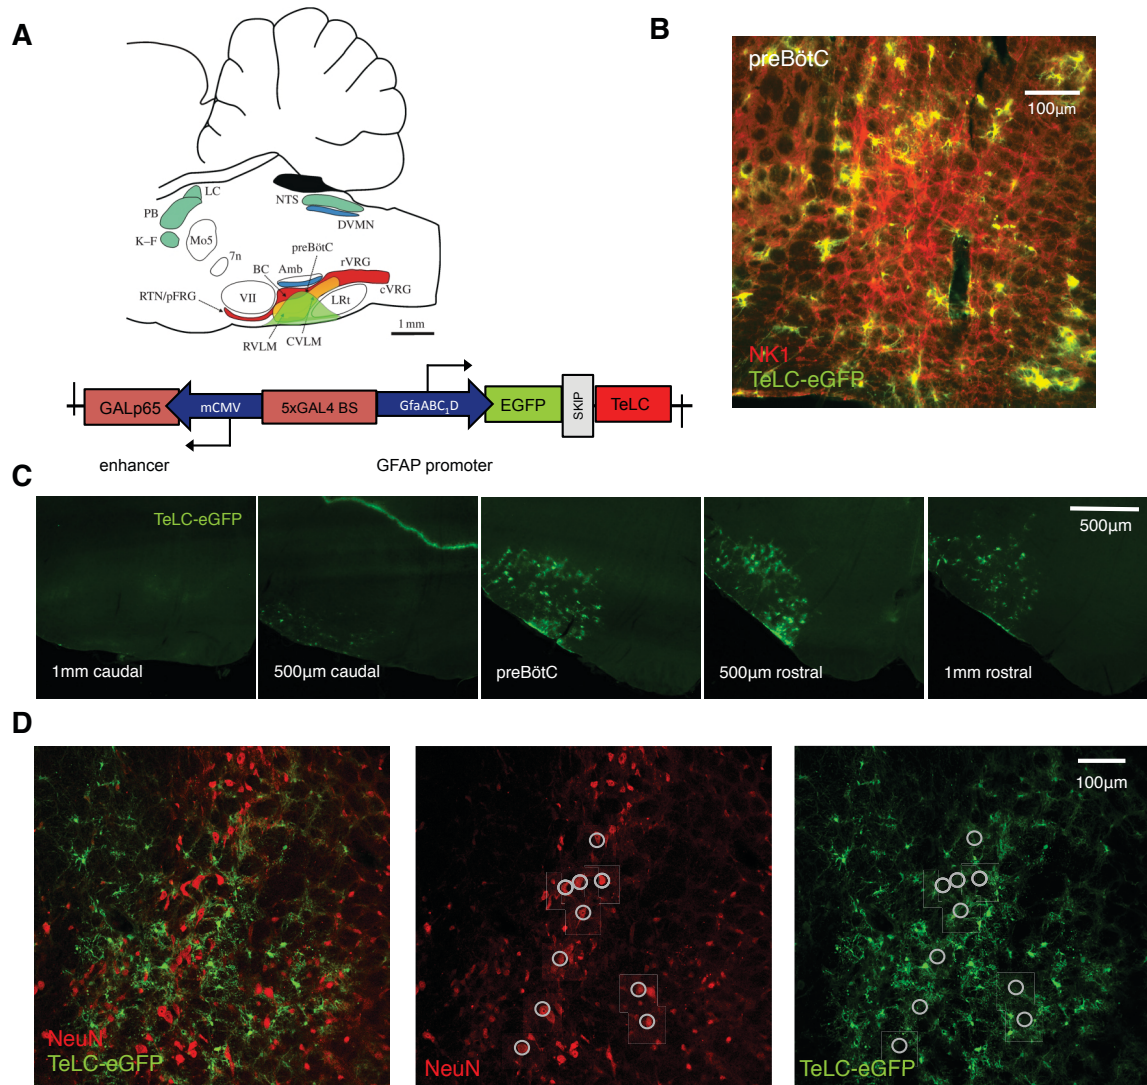 A
LC
PB
K–F
Mo5
7n
NTS
DVMN
preBötC
BC
Amb
rVRG
cVRG
RTN/pFRG
VII
LRt
RVLM
CVLM
1 mm
GALp65
mCMV
5xGAL4 BS
GfaABC₁D
EGFP
SKIP
TeLC
enhancer
GFAP promoter
B
preBötC
100µm
NK1
TeLC-eGFP
C
TeLC-eGFP
500µm
1mm caudal
500µm caudal
preBötC
500µm rostral
1mm rostral
D
100µm
NeuN
TeLC-eGFP
NeuN
TeLC-eGFP